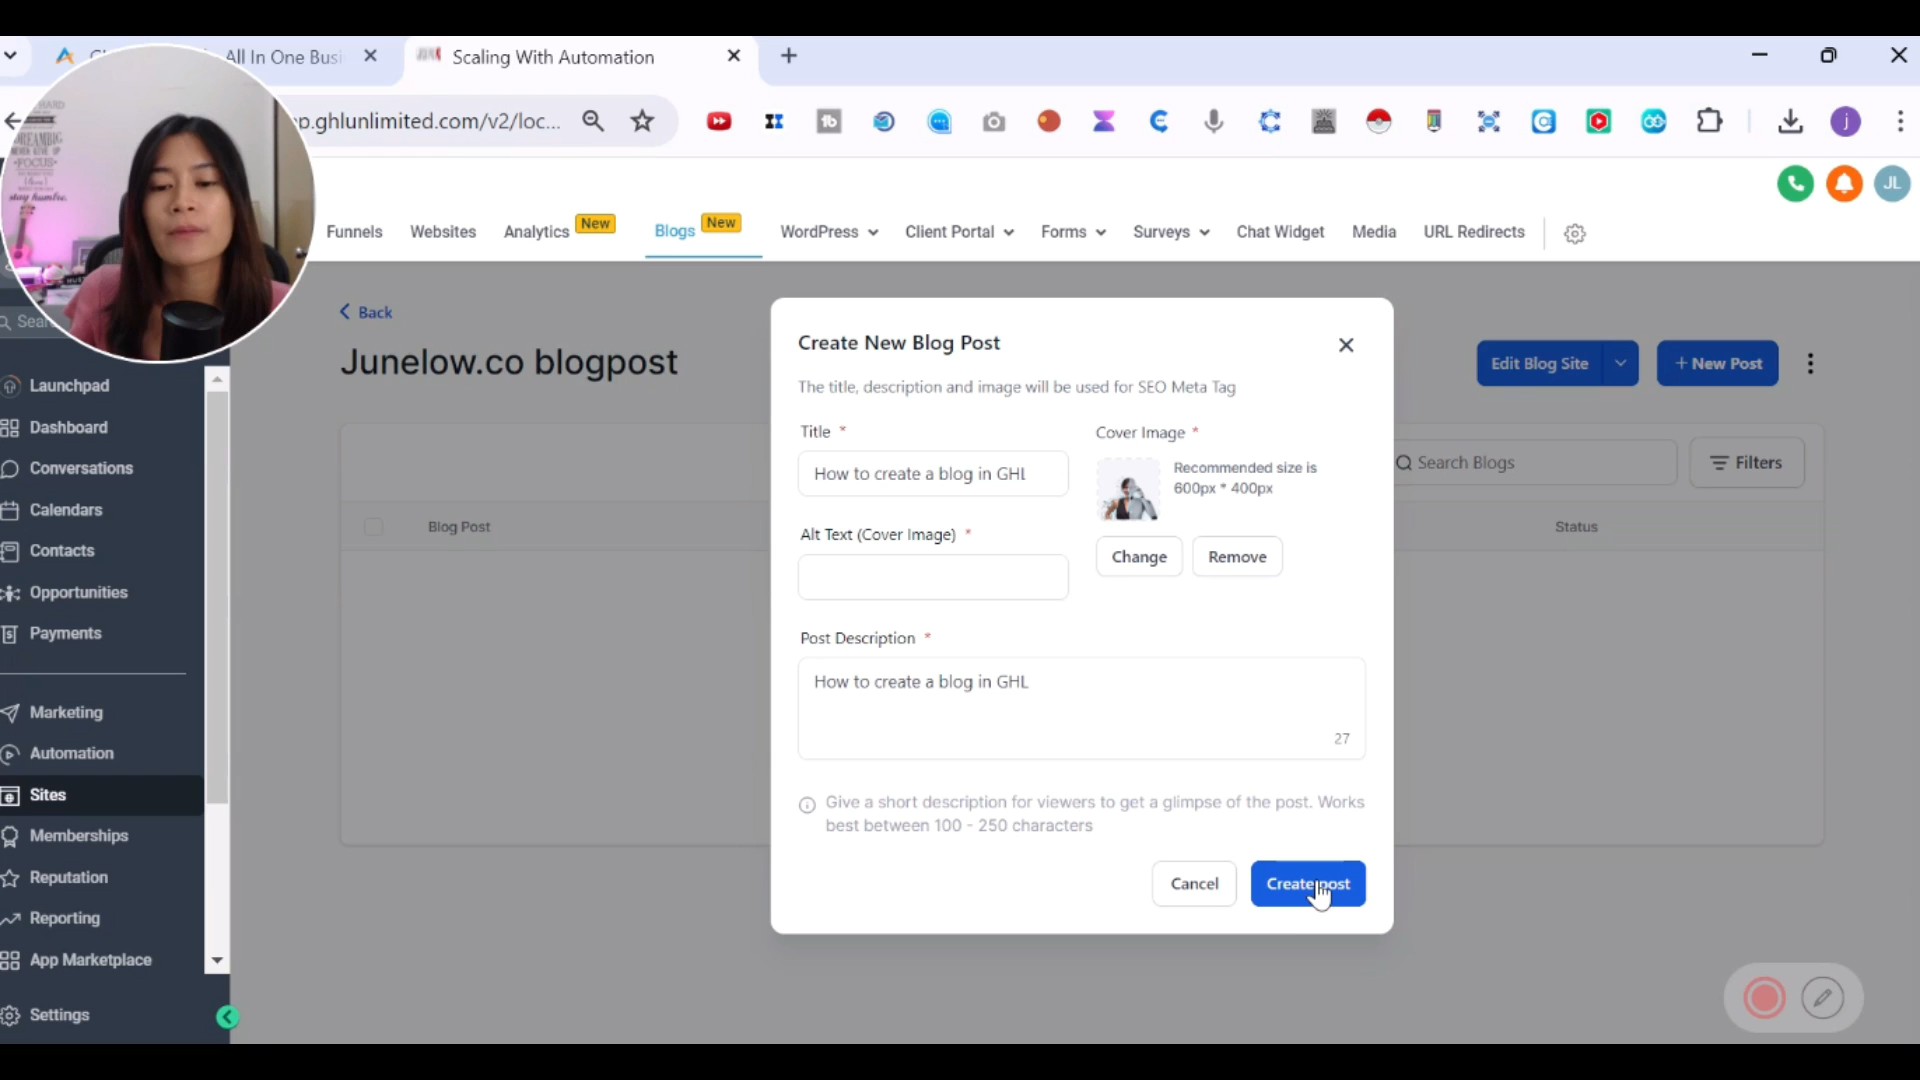 All In One Busi
Scaling With Automation
p.ghlunlimited.com/v2/loc...
JL
Funnels
Websites
Analytics New
Blogs New
WordPress
Client Portal
Forms
Surveys
Chat Widget
Media
URL Redirects
Back
Junelow.co blogpost
Edit Blog Site
+ New Post
Search Blogs
Filters
Blog Post
Status
Create New Blog Post
The title, description and image will be used for SEO Meta Tag
Title *
How to create a blog in GHL
Cover Image *
Recommended size is
600px * 400px
Change
Remove
Alt Text (Cover Image) *
Post Description *
How to create a blog in GHL
27
Give a short description for viewers to get a glimpse of the post. Works
best between 100 - 250 characters
Cancel
Create post
Launchpad
Dashboard
Conversations
Calendars
Contacts
Opportunities
Payments
Marketing
Automation
Sites
Memberships
Reputation
Reporting
App Marketplace
Settings